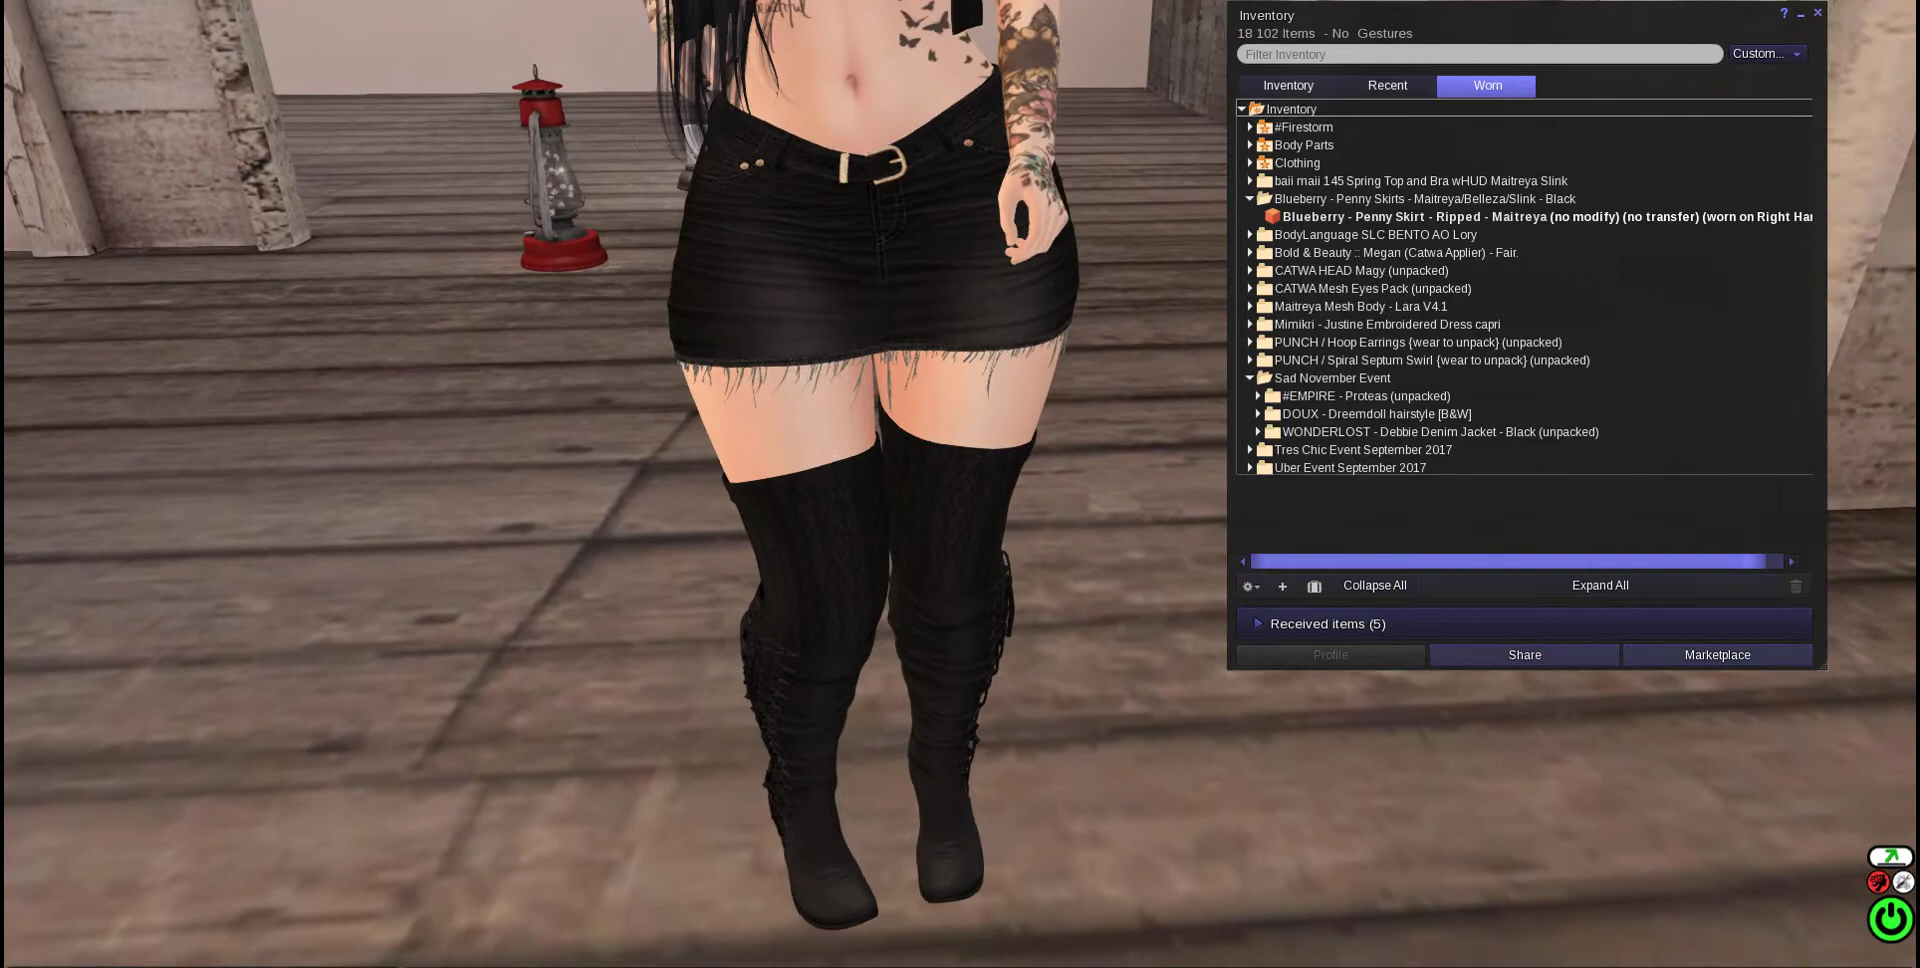 Inventory
18 102 Items - No Gestures
Filter Inventory
Custom...
Inventory Recent Worn
Inventory
#Firestorm
Body Parts
Clothing
baii maii 145 Spring Top and Bra wHUD Maitreya Slink
Blueberry - Penny Skirts - Maitreya/Belleza/Slink - Black
Blueberry - Penny Skirt - Ripped - Maitreya (no modify) (no transfer) (worn on Right Har
BodyLanguage SLC BENTO AO Lory
Bold & Beauty :: Megan (Catwa Applier) - Fair.
CATWA HEAD Magy (unpacked)
CATWA Mesh Eyes Pack (unpacked)
Maitreya Mesh Body - Lara V4.1
Mimikri - Justine Embroidered Dress capri
PUNCH / Hoop Earrings {wear to unpack} (unpacked)
PUNCH / Spiral Septum Swirl {wear to unpack} (unpacked)
Sad November Event
#EMPIRE - Proteas (unpacked)
DOUX - Dreemdoll hairstyle [B&W]
WONDERLOST - Debbie Denim Jacket - Black (unpacked)
Tres Chic Event September 2017
Uber Event September 2017
Collapse All Expand All
Received items (5)
Profile Share Marketplace